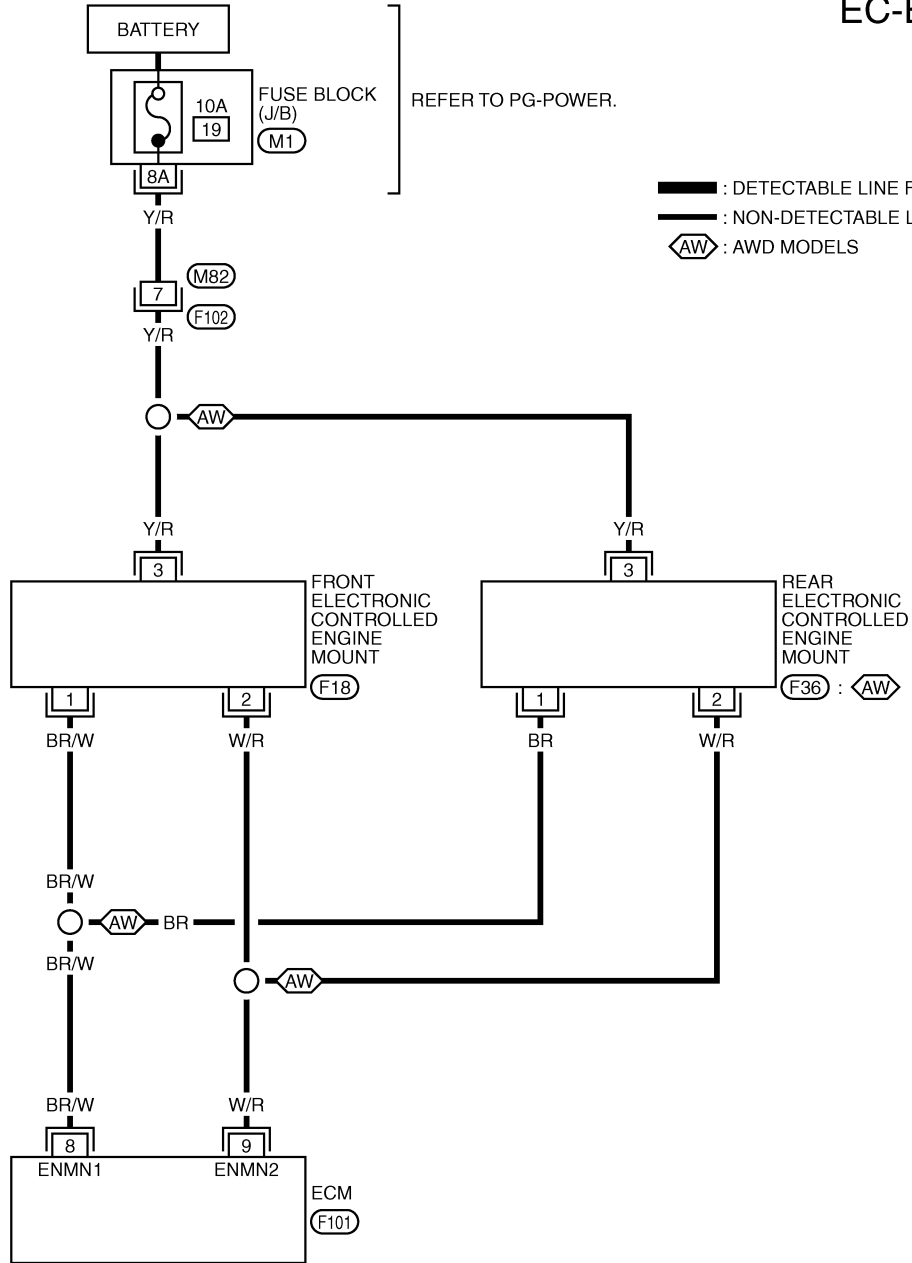 EC-E
BATTERY
10A
19
FUSE BLOCK
(J/B)
M1
REFER TO PG-POWER.
8A
Y/R
: DETECTABLE LINE F
: NON-DETECTABLE L
AW : AWD MODELS
7
M82
F102
Y/R
AW
Y/R
Y/R
3
3
FRONT
ELECTRONIC
CONTROLLED
ENGINE
MOUNT
F18
REAR
ELECTRONIC
CONTROLLED
ENGINE
MOUNT
F36 : AW
1
2
1
2
BR/W
W/R
BR
W/R
BR/W
AW BR
BR/W
AW
BR/W
W/R
8
9
ENMN1
ENMN2
ECM
F101